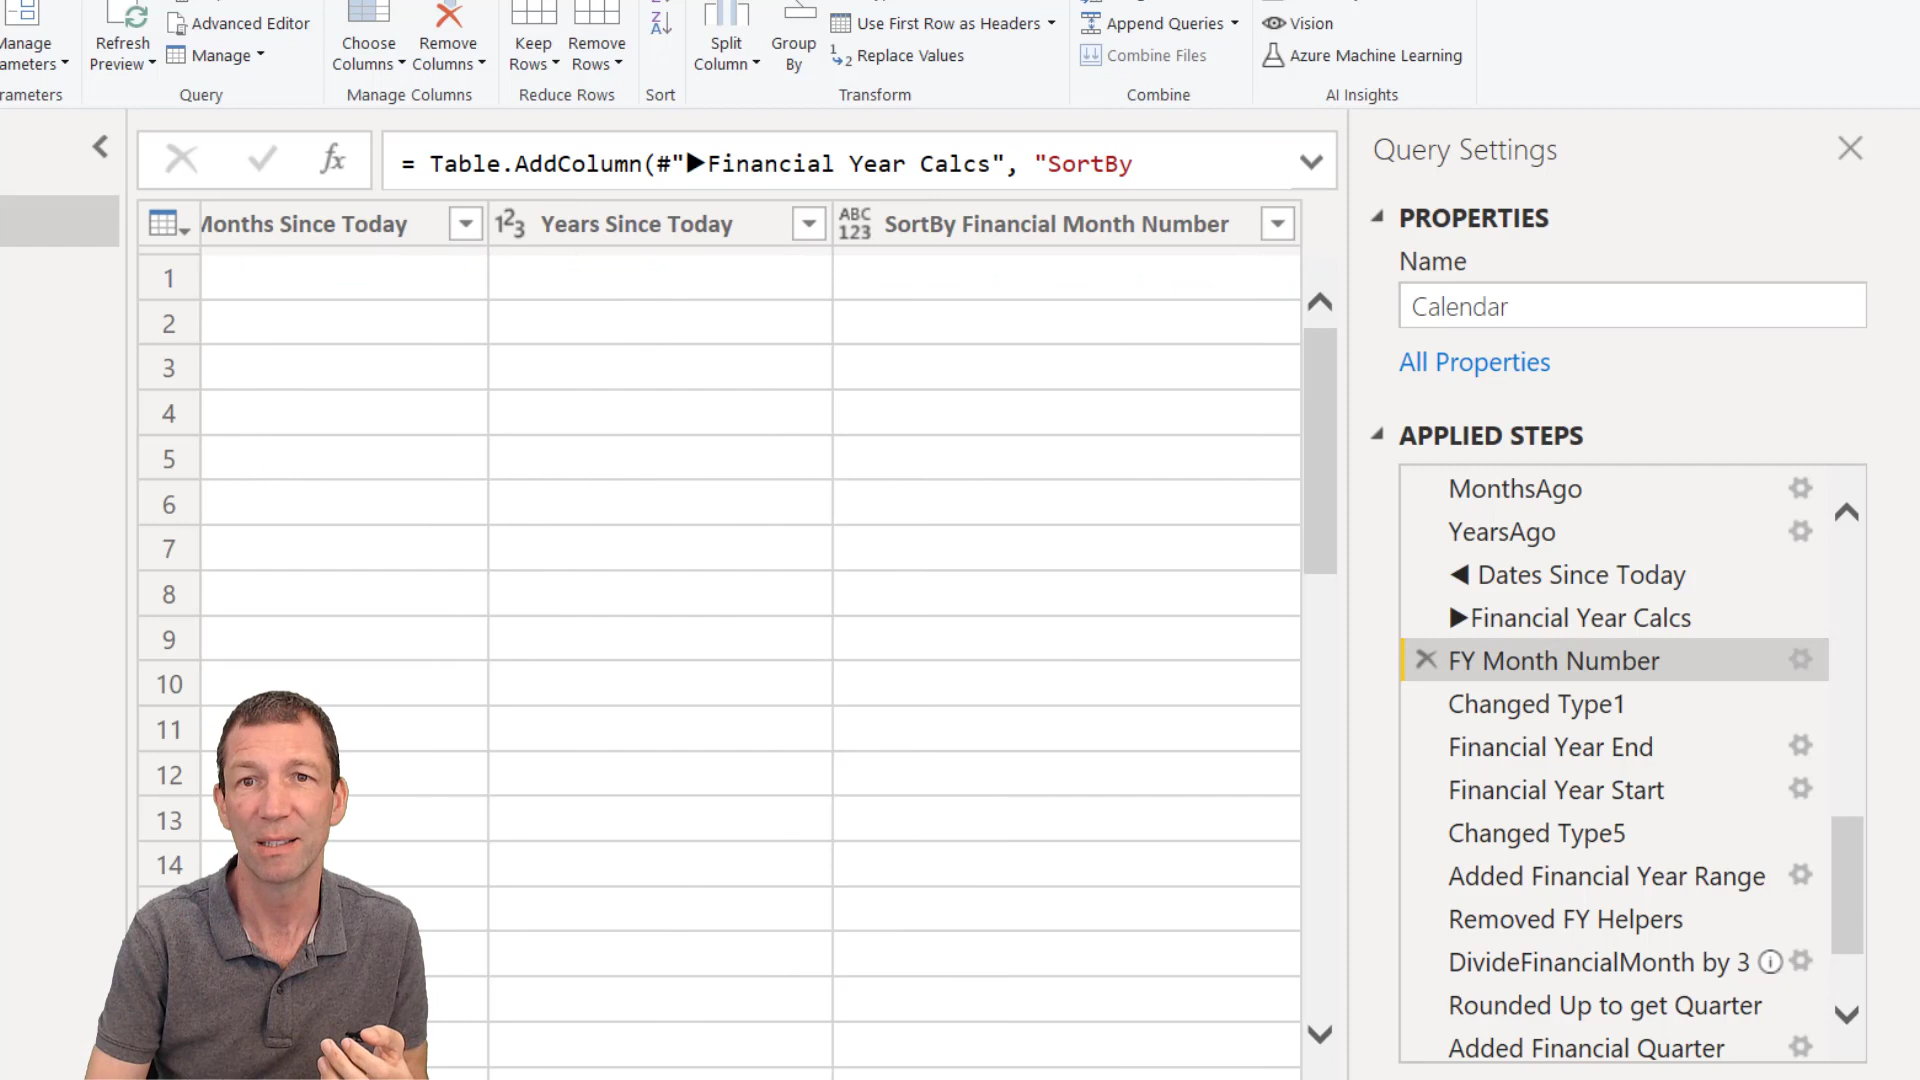 Advanced Editor
Use First Row as Headers
Append Queries
Vision
Manage
Refresh
Choose
Remove
Keep
Remove
Split
Group
Manage
Replace Values
Combine Files
Azure Machine Learning
Preview
Columns
Columns
Rows
Rows
Column
By
Query
Manage Columns
Reduce Rows
Sort
Transform
Combine
AI Insights
fx
= Table.AddColumn(#"▶Financial Year Calcs", "SortBy
Months Since Today
123
Years Since Today
ABC
123
SortBy Financial Month Number
1
2
3
4
5
6
7
8
9
10
11
12
13
14
Query Settings
PROPERTIES
Name
Calendar
All Properties
APPLIED STEPS
MonthsAgo
YearsAgo
◀ Dates Since Today
▶Financial Year Calcs
FY Month Number
Changed Type1
Financial Year End
Financial Year Start
Changed Type5
Added Financial Year Range
Removed FY Helpers
DivideFinancialMonth by 3
Rounded Up to get Quarter
Added Financial Quarter